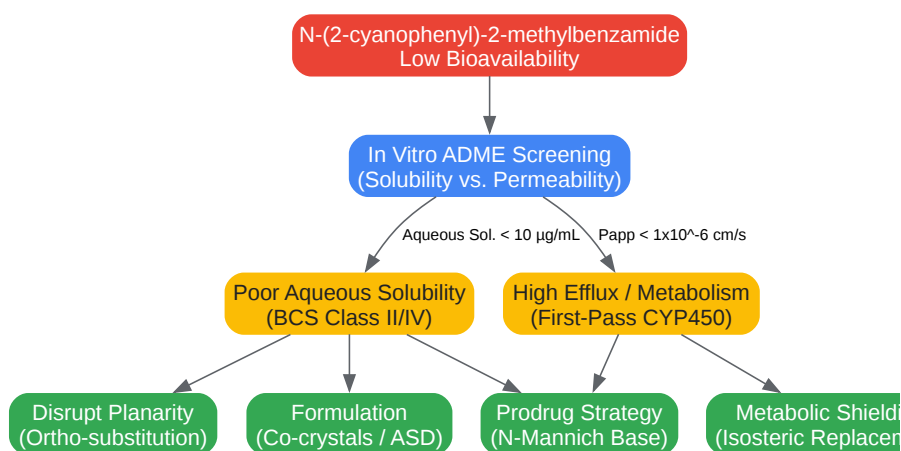 N-(2-cyanophenyl)-2-methylbenzamide
Low Bioavailability
In Vitro ADME Screening
(Solubility vs. Permeability)
Aqueous Sol. < 10 µg/mL
Papp < 1x10^-6 cm/s
Poor Aqueous Solubility
(BCS Class II/IV)
High Efflux / Metabolism
(First-Pass CYP450)
Disrupt Planarity
(Ortho-substitution)
Formulation
(Co-crystals / ASD)
Prodrug Strategy
(N-Mannich Base)
Metabolic Shieldi
(Isosteric Replacem